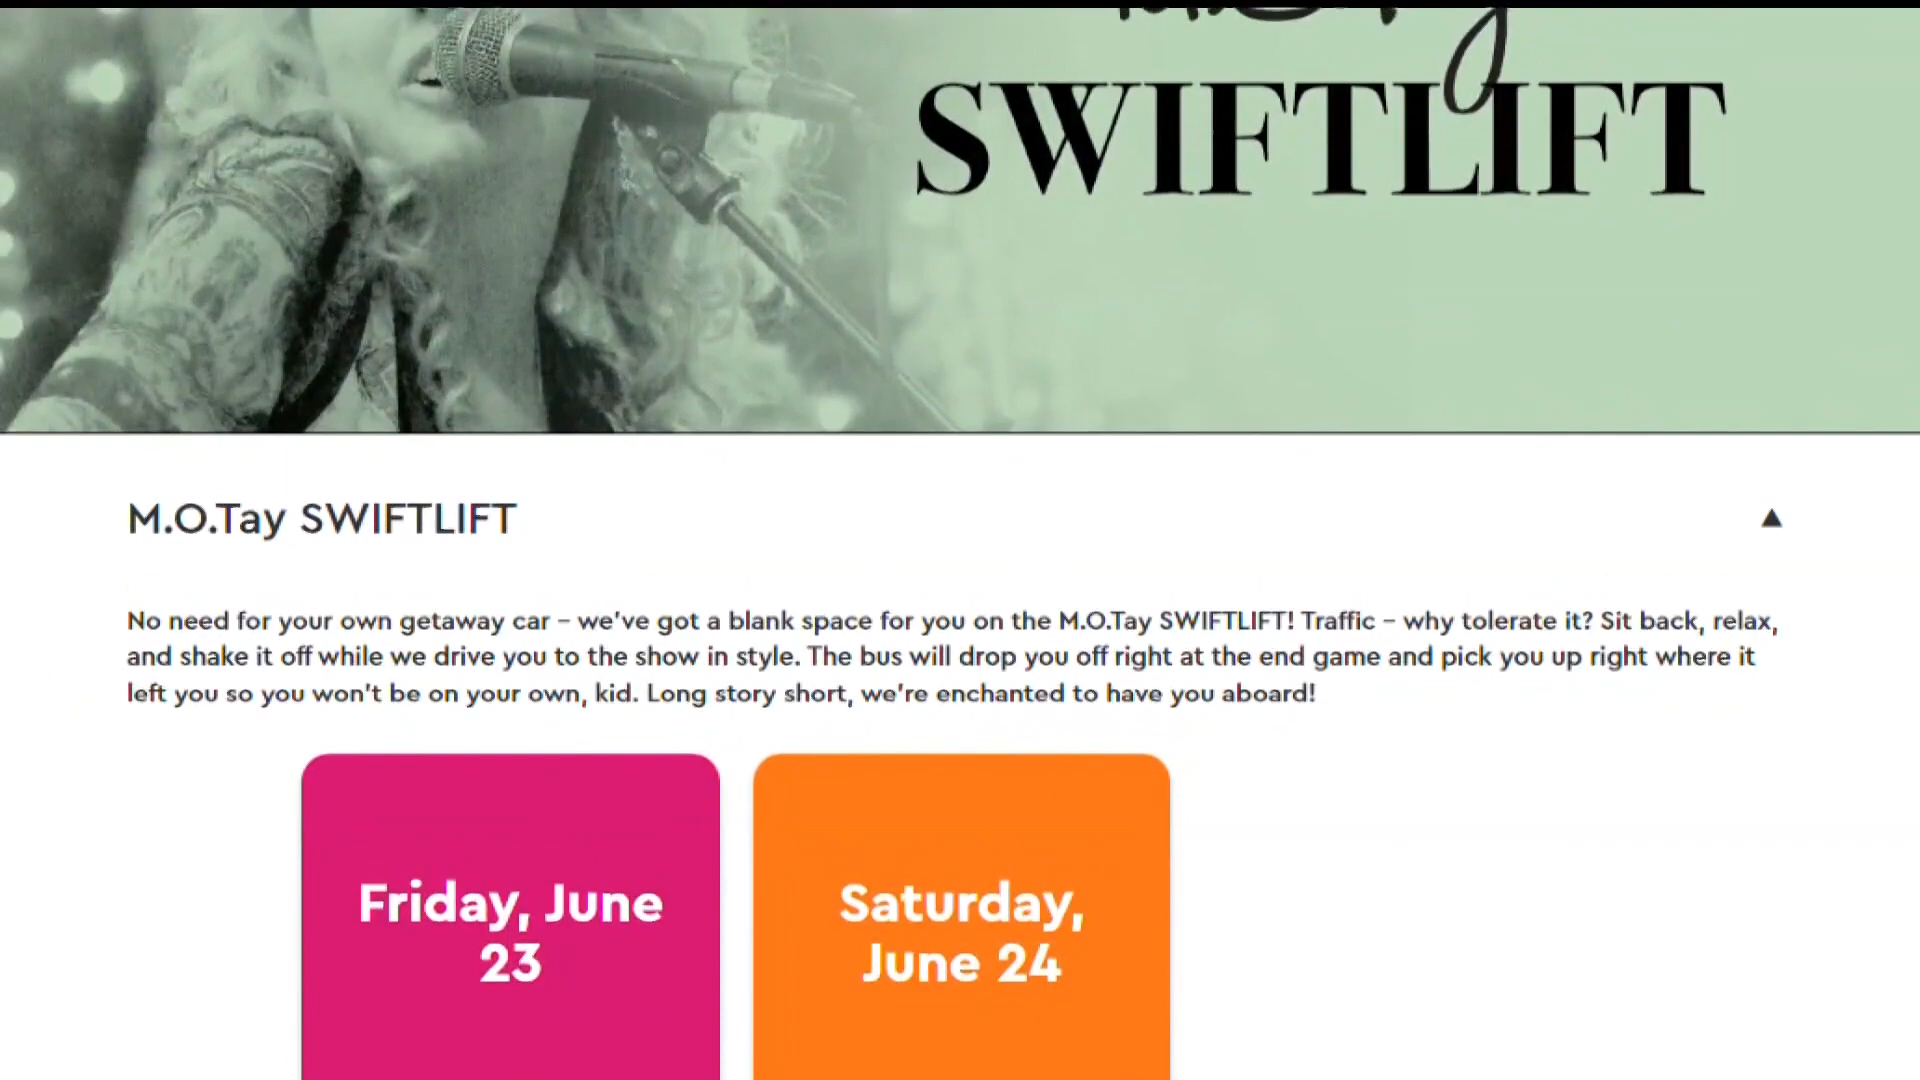 SWIFTLIFT
M.O.Tay SWIFTLIFT
▲
No need for your own getaway car – we've got a blank space for you on the M.O.Tay SWIFTLIFT! Traffic – why tolerate it? Sit back, relax,
and shake it off while we drive you to the show in style. The bus will drop you off right at the end game and pick you up right where it
left you so you won't be on your own, kid. Long story short, we're enchanted to have you aboard!
Friday, June
23
Saturday,
June 24